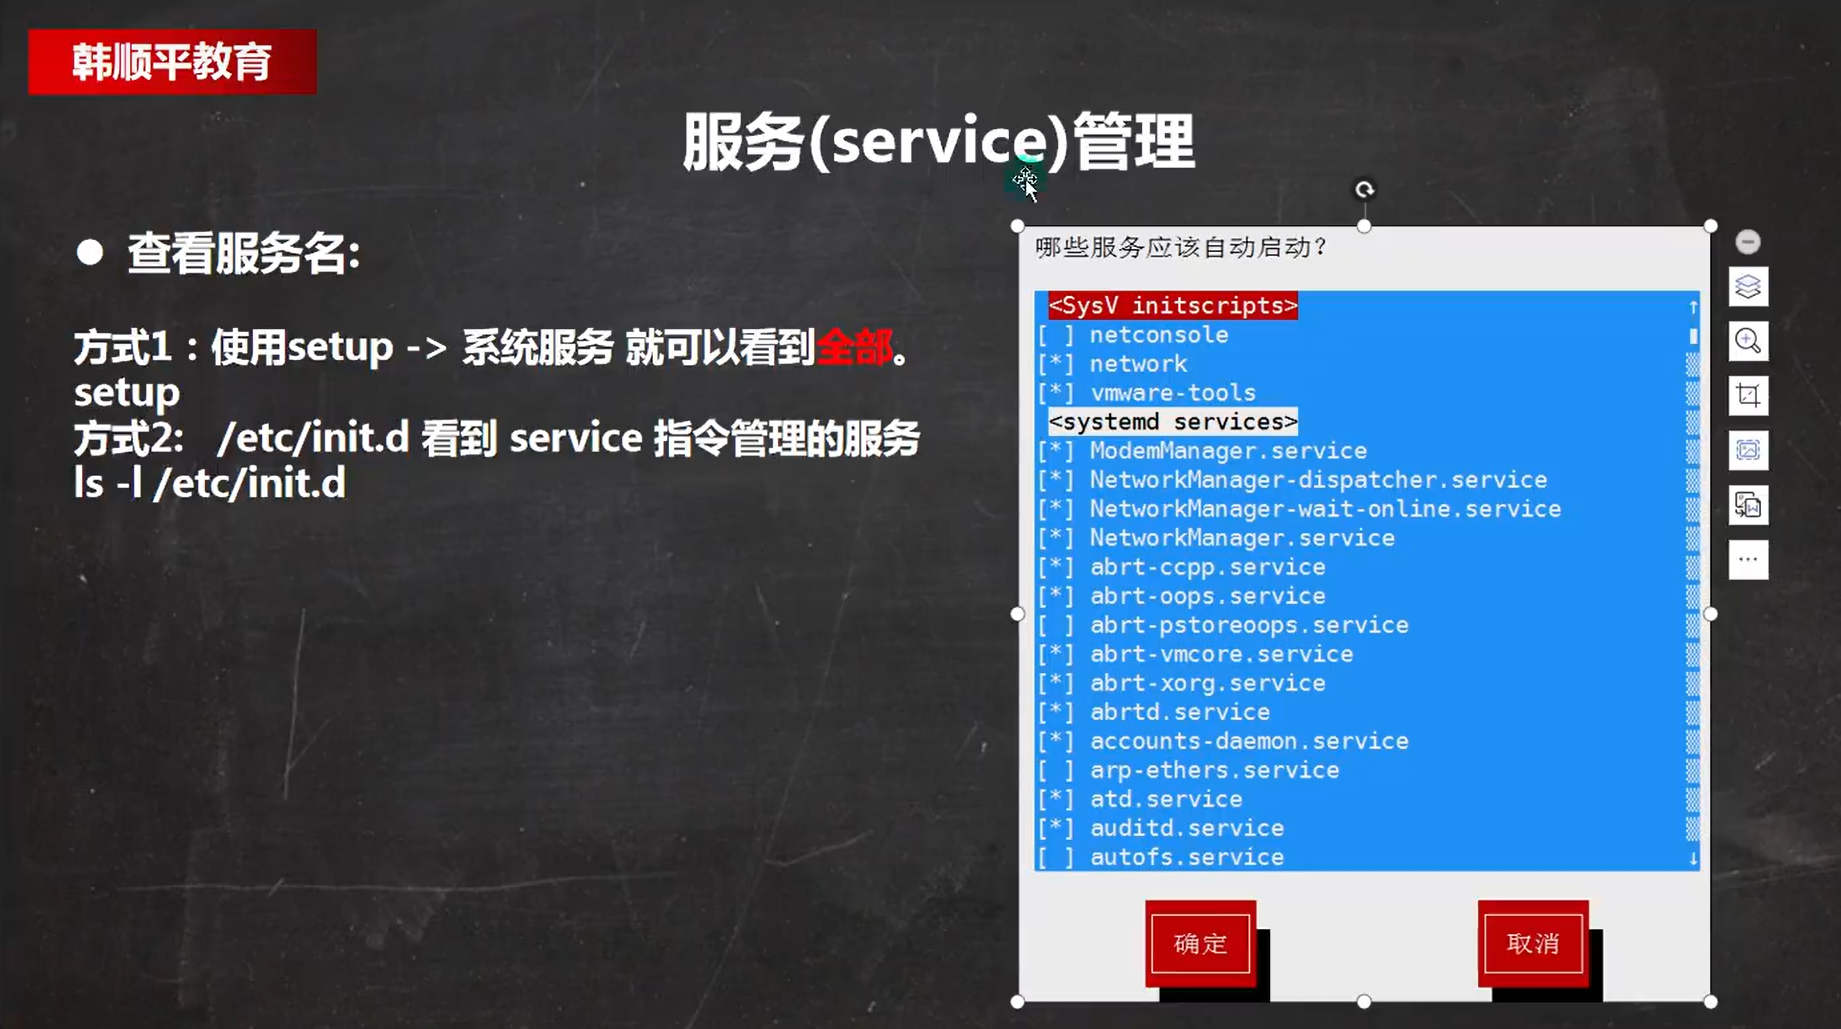 韩顺平教育
服务(service)管理
● 查看服务名:
方式1：使用setup -> 系统服务 就可以看到全部。
setup
方式2: /etc/init.d 看到 service 指令管理的服务
ls -l /etc/init.d
哪些服务应该自动启动?
<SysV initscripts>
[ ] netconsole
[*] network
[*] vmware-tools
<systemd services>
[*] ModemManager.service
[*] NetworkManager-dispatcher.service
[*] NetworkManager-wait-online.service
[*] NetworkManager.service
[*] abrt-ccpp.service
[*] abrt-oops.service
[ ] abrt-pstoreoops.service
[*] abrt-vmcore.service
[*] abrt-xorg.service
[*] abrtd.service
[*] accounts-daemon.service
[ ] arp-ethers.service
[*] atd.service
[*] auditd.service
[ ] autofs.service
确定
取消